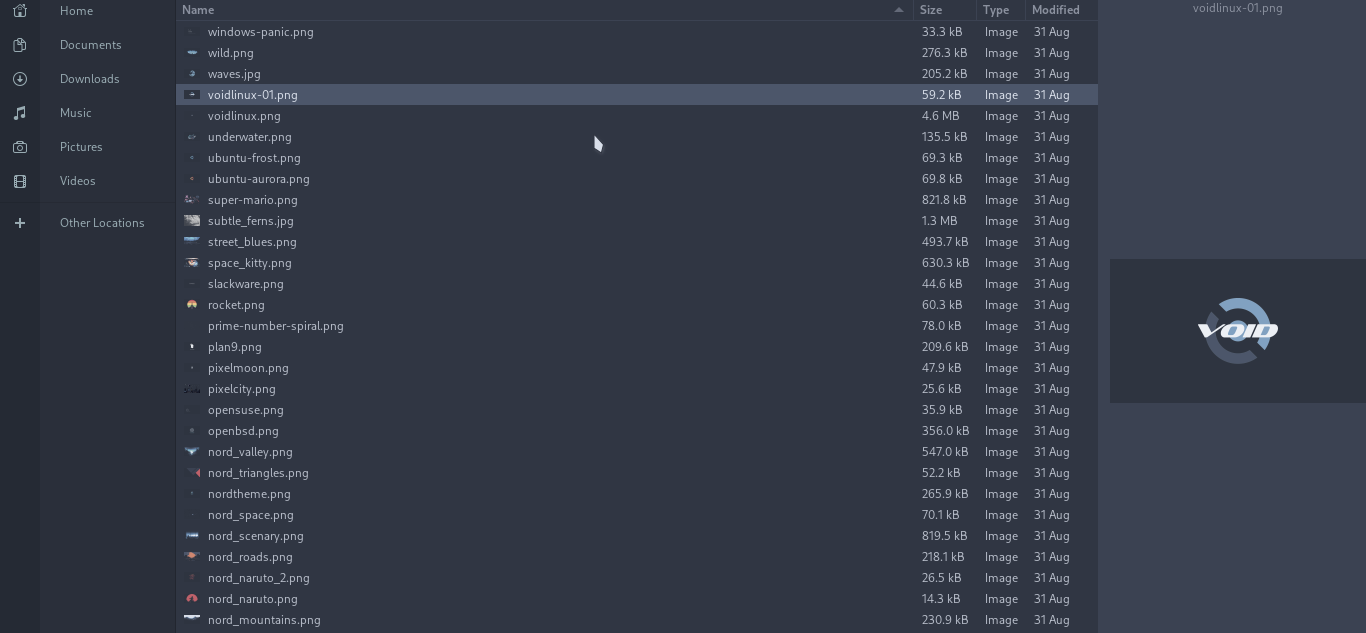 Home
Documents
Downloads
Music
Pictures
Videos
Other Locations
Name Size Type Modified
windows-panic.png 33.3 kB Image 31 Aug
wild.png 276.3 kB Image 31 Aug
waves.jpg 205.2 kB Image 31 Aug
voidlinux-01.png 59.2 kB Image 31 Aug
voidlinux.png 4.6 MB Image 31 Aug
underwater.png 135.5 kB Image 31 Aug
ubuntu-frost.png 69.3 kB Image 31 Aug
ubuntu-aurora.png 69.8 kB Image 31 Aug
super-mario.png 821.8 kB Image 31 Aug
subtle_ferns.jpg 1.3 MB Image 31 Aug
street_blues.png 493.7 kB Image 31 Aug
space_kitty.png 630.3 kB Image 31 Aug
slackware.png 44.6 kB Image 31 Aug
rocket.png 60.3 kB Image 31 Aug
prime-number-spiral.png 78.0 kB Image 31 Aug
plan9.png 209.6 kB Image 31 Aug
pixelmoon.png 47.9 kB Image 31 Aug
pixelcity.png 25.6 kB Image 31 Aug
opensuse.png 35.9 kB Image 31 Aug
openbsd.png 356.0 kB Image 31 Aug
nord_valley.png 547.0 kB Image 31 Aug
nord_triangles.png 52.2 kB Image 31 Aug
nordtheme.png 265.9 kB Image 31 Aug
nord_space.png 70.1 kB Image 31 Aug
nord_scenary.png 819.5 kB Image 31 Aug
nord_roads.png 218.1 kB Image 31 Aug
nord_naruto_2.png 26.5 kB Image 31 Aug
nord_naruto.png 14.3 kB Image 31 Aug
nord_mountains.png 230.9 kB Image 31 Aug
voidlinux-01.png
VOID